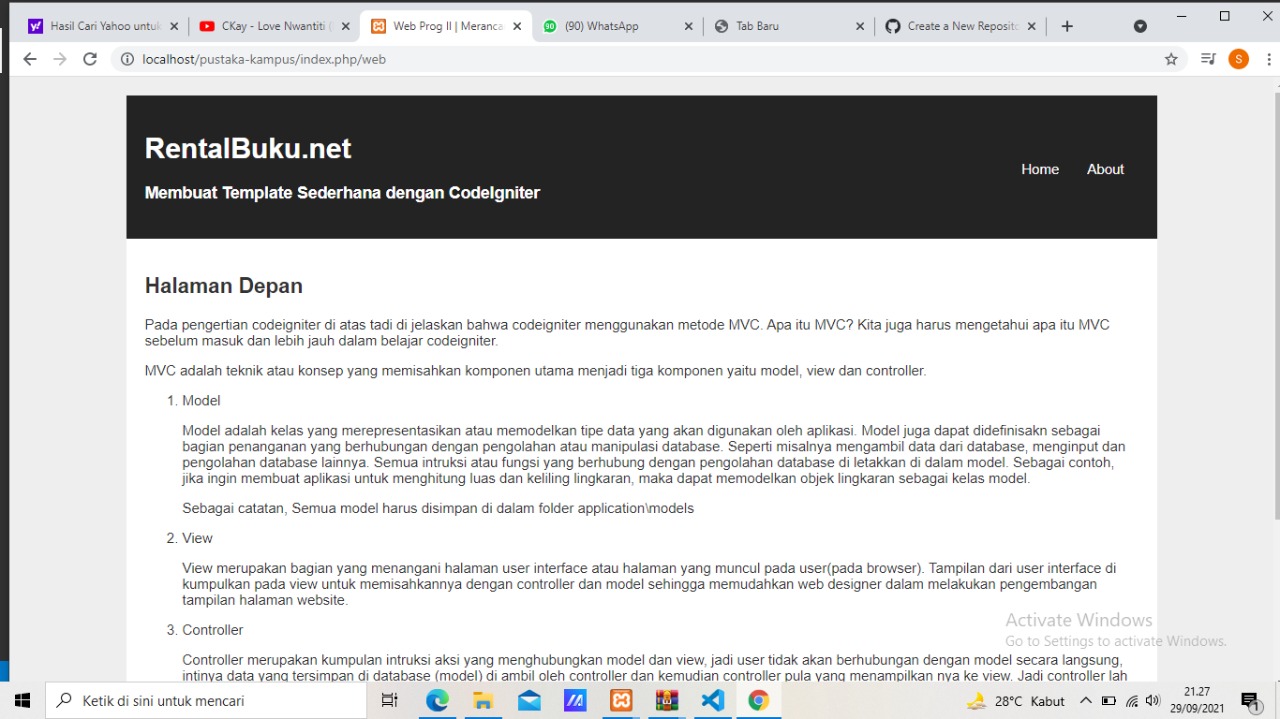 Hasil Cari Yahoo untuk
CKay - Love Nwantiti (
Web Prog II | Meranca
(90) WhatsApp
Tab Baru
Create a New Reposito
localhost/pustaka-kampus/index.php/web
S
RentalBuku.net
Membuat Template Sederhana dengan CodeIgniter
Home
About
Halaman Depan
Pada pengertian codeigniter di atas tadi di jelaskan bahwa codeigniter menggunakan metode MVC. Apa itu MVC? Kita juga harus mengetahui apa itu MVC
sebelum masuk dan lebih jauh dalam belajar codeigniter.
MVC adalah teknik atau konsep yang memisahkan komponen utama menjadi tiga komponen yaitu model, view dan controller.
1. Model
Model adalah kelas yang merepresentasikan atau memodelkan tipe data yang akan digunakan oleh aplikasi. Model juga dapat didefinisakn sebagai
bagian penanganan yang berhubungan dengan pengolahan atau manipulasi database. Seperti misalnya mengambil data dari database, menginput dan
pengolahan database lainnya. Semua intruksi atau fungsi yang berhubung dengan pengolahan database di letakkan di dalam model. Sebagai contoh,
jika ingin membuat aplikasi untuk menghitung luas dan keliling lingkaran, maka dapat memodelkan objek lingkaran sebagai kelas model.
Sebagai catatan, Semua model harus disimpan di dalam folder application\models
2. View
View merupakan bagian yang menangani halaman user interface atau halaman yang muncul pada user(pada browser). Tampilan dari user interface di
kumpulkan pada view untuk memisahkannya dengan controller dan model sehingga memudahkan web designer dalam melakukan pengembangan
tampilan halaman website.
3. Controller
Controller merupakan kumpulan intruksi aksi yang menghubungkan model dan view, jadi user tidak akan berhubungan dengan model secara langsung,
intinya data yang tersimpan di database (model) di ambil oleh controller dan kemudian controller pula yang menampilkan nya ke view. Jadi controller lah
Activate Windows
Go to Settings to activate Windows.
Ketik di sini untuk mencari
28°C Kabut
21.27
29/09/2021
1